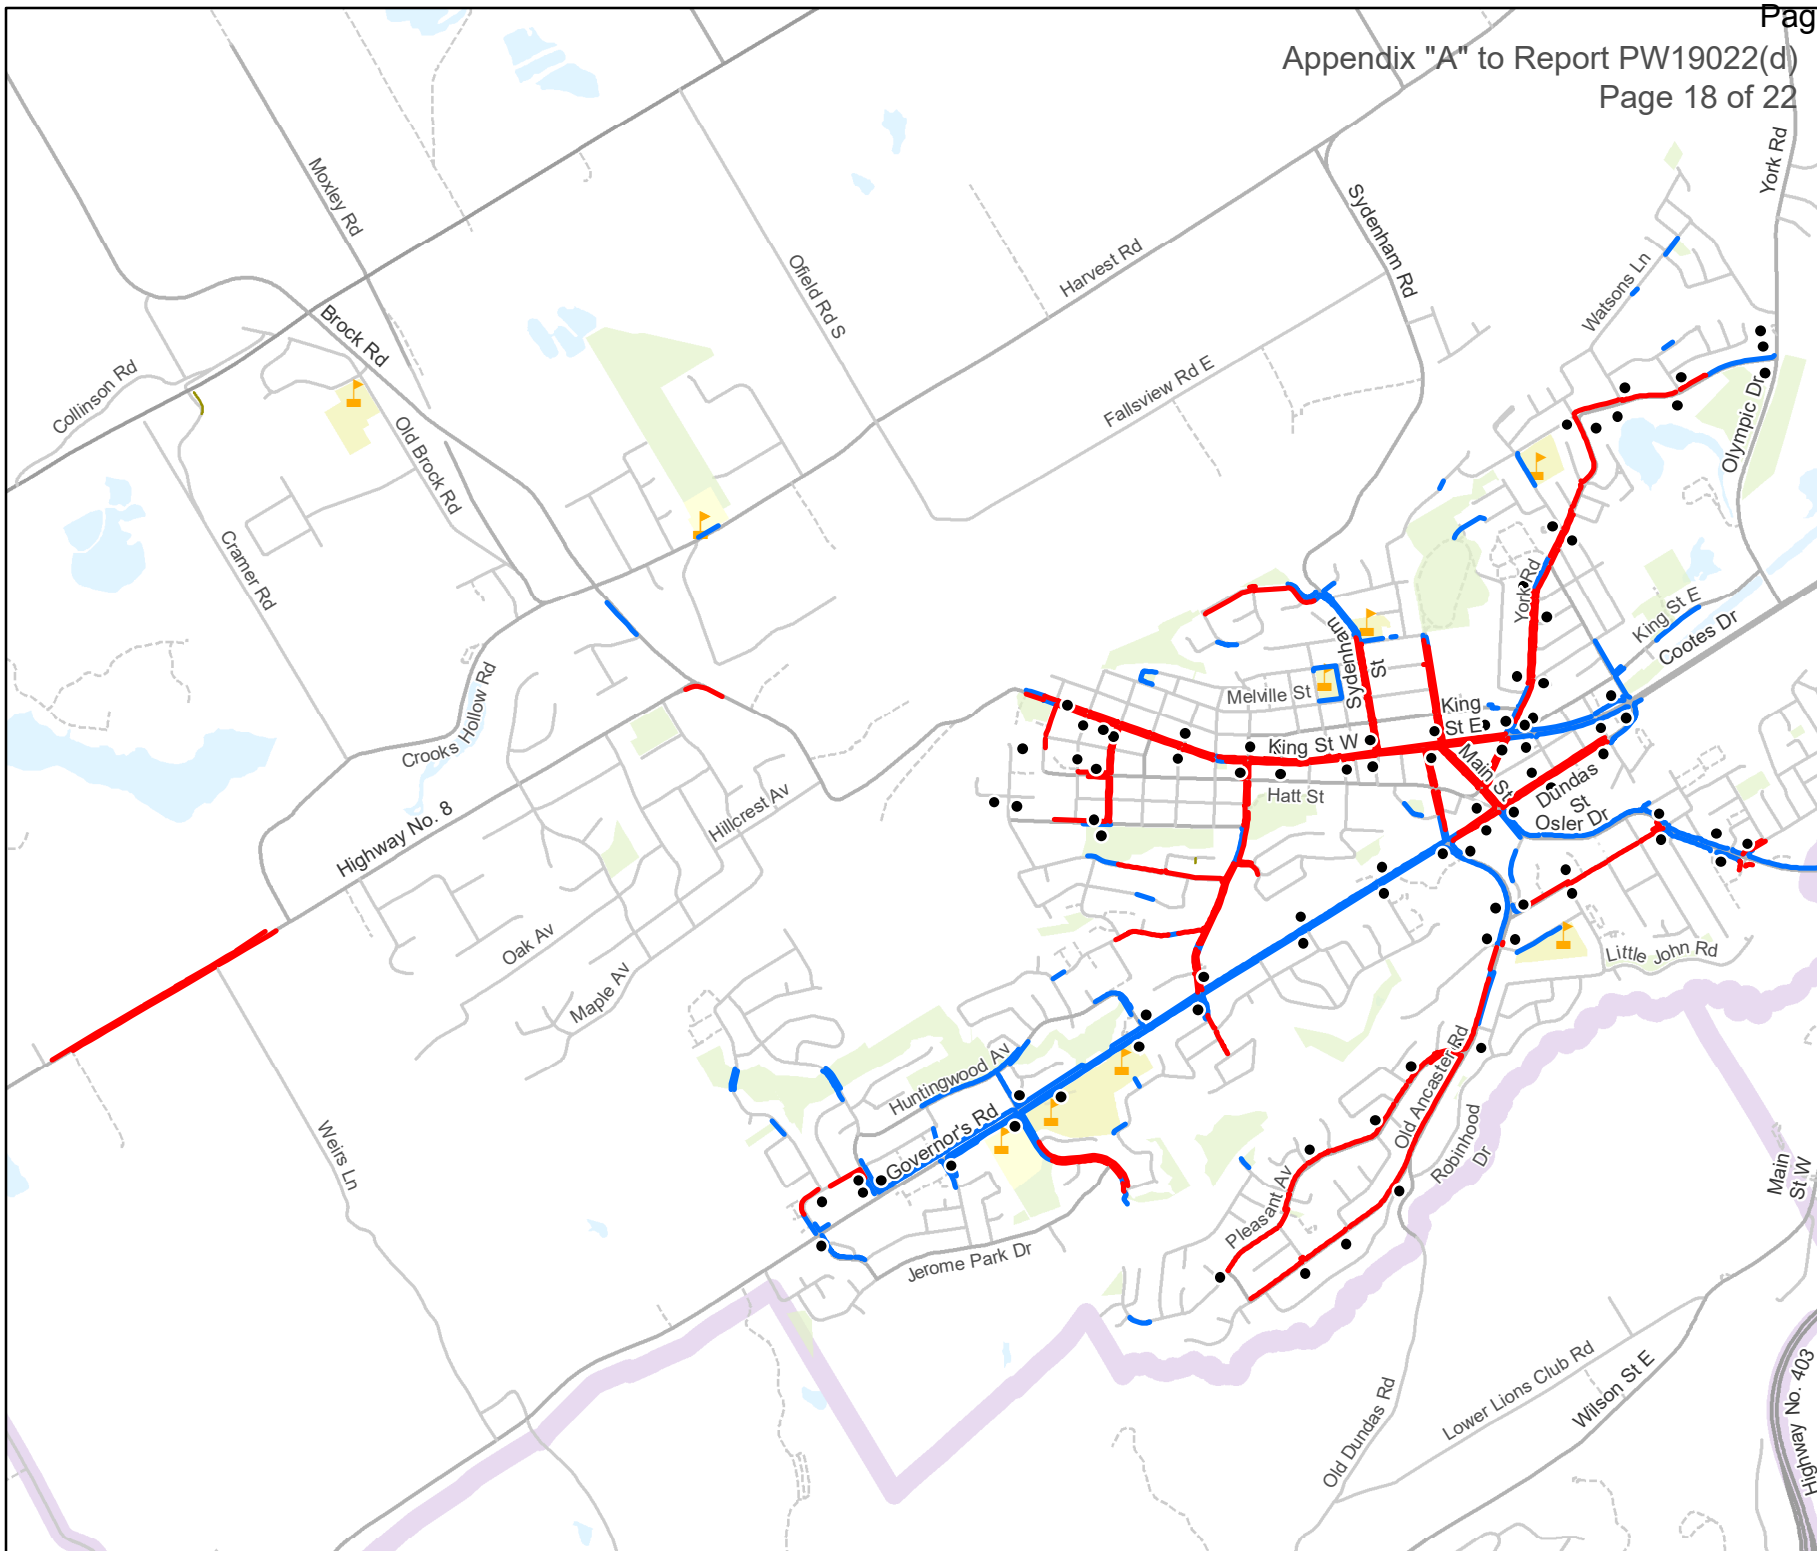 Pag
Appendix "A" to Report PW19022(d)
Page 18 of 22
York Rd
Moxley Rd
Sydenham Rd
Harvest Rd
Ofield Rd S
Watsons Ln
Brock Rd
Collinson Rd
Fallsview Rd E
Olympic Dr
Old Brock Rd
Cramer Rd
York Rd
King St E
Cootes Dr
Sydenham
St
Crooks Hollow Rd
Melville St
King
St E
King St W
Main St
Hatt St
Dundas
St
Osler Dr
Hillcrest Av
Highway No. 8
Oak Av
Maple Av
Little John Rd
Huntingwood Av
Governor's Rd
Old Ancaster Rd
Robinhood
Dr
Weirs Ln
Pleasant Av
Main
St W
Jerome Park Dr
Lower Lions Club Rd
Wilson St E
Old Dundas Rd
Highway No. 403